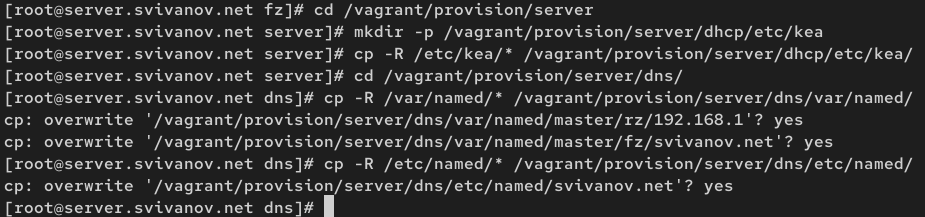 [root@server.svivanov.net fz]# cd /vagrant/provision/server
[root@server.svivanov.net server]# mkdir -p /vagrant/provision/server/dhcp/etc/kea
[root@server.svivanov.net server]# cp -R /etc/kea/* /vagrant/provision/server/dhcp/etc/kea/
[root@server.svivanov.net server]# cd /vagrant/provision/server/dns/
[root@server.svivanov.net dns]# cp -R /var/named/* /vagrant/provision/server/dns/var/named/
cp: overwrite '/vagrant/provision/server/dns/var/named/master/rz/192.168.1'? yes
cp: overwrite '/vagrant/provision/server/dns/var/named/master/fz/svivanov.net'? yes
[root@server.svivanov.net dns]# cp -R /etc/named/* /vagrant/provision/server/dns/etc/named/
cp: overwrite '/vagrant/provision/server/dns/etc/named/svivanov.net'? yes
[root@server.svivanov.net dns]#